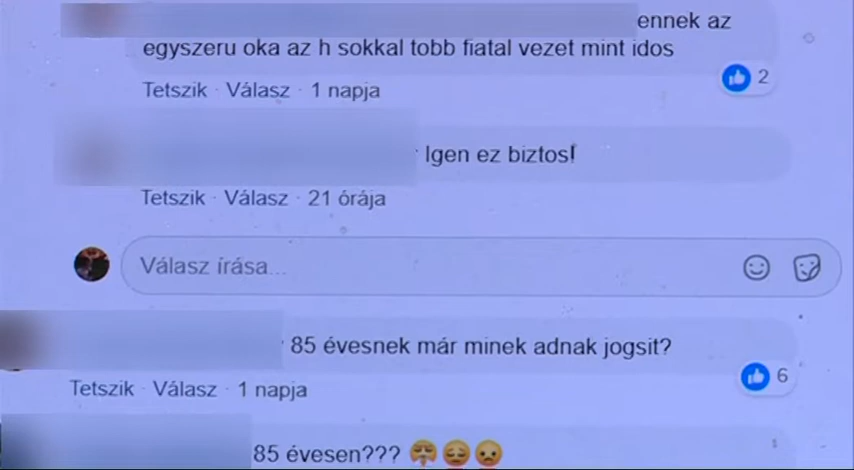 ennek az
egyszeru oka az h sokkal tobb fiatal vezet mint idos
2
Tetszik · Válasz · 1 napja
Igen ez biztos!
Tetszik · Válasz · 21 órája
Válasz írása...
85 évesnek már minek adnak jogsit?
6
Tetszik · Válasz · 1 napja
85 évesen??? 😤😔☹️